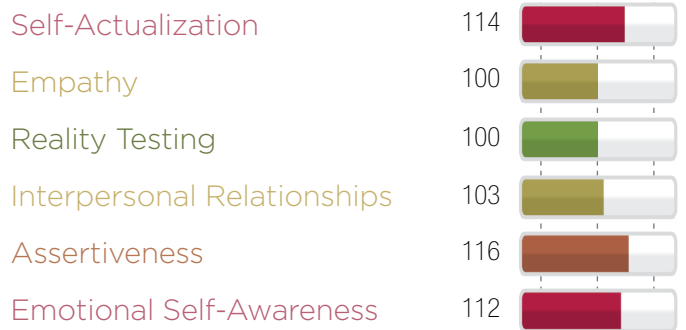 Self-Actualization 114
Empathy 100
Reality Testing 100
Interpersonal Relationships 103
Assertiveness 116
Emotional Self-Awareness 112